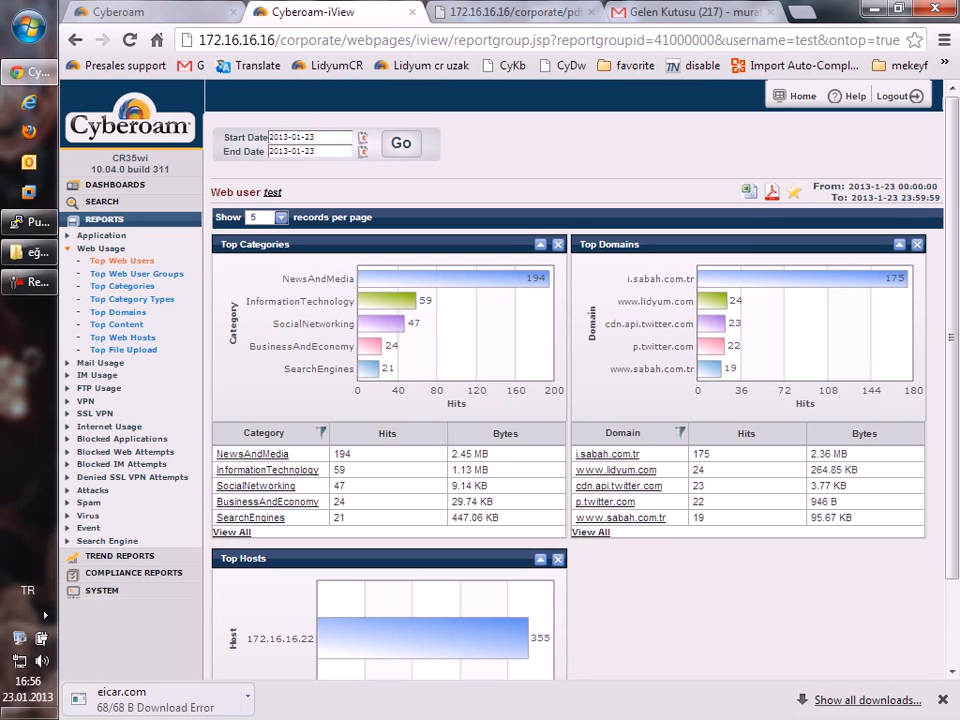 Cyberoam
Cyberoam-iView
172.16.16.16/corporate/pdf
Gelen Kutusu (217) - mura
172.16.16.16/corporate/webpages/iview/reportgroup.jsp?reportgroupid=41000000&username=test&ontop=true
Presales support
G
Translate
LidyumCR
Lidyum cr uzak
CyKb
CyDw
favorite
disable
Import Auto-Compl...
mekeyf
Cy...
Pu...
eğ...
Re...
TR
16:56
23.01.2013
Cyberoam
CR35wi
10.04.0 build 311
DASHBOARDS
SEARCH
REPORTS
Application
Web Usage
- Top Web Users
- Top Web User Groups
- Top Categories
- Top Category Types
- Top Domains
- Top Content
- Top Web Hosts
- Top File Upload
Mail Usage
IM Usage
FTP Usage
VPN
SSL VPN
Internet Usage
Blocked Applications
Blocked Web Attempts
Blocked IM Attempts
Denied SSL VPN Attempts
Attacks
Spam
Virus
Event
Search Engine
TREND REPORTS
COMPLIANCE REPORTS
SYSTEM
Home
Help
Logout
Start Date 2013-01-23
End Date 2013-01-23
Go
Web user test
From: 2013-1-23 00:00:00
To: 2013-1-23 23:59:59
Show 5 records per page
Top Categories
NewsAndMedia 194
InformationTechnology 59
SocialNetworking 47
BusinessAndEconomy 24
SearchEngines 21
Category
0 40 80 120 160 200
Hits
Category Hits Bytes
NewsAndMedia 194 2.45 MB
InformationTechnology 59 1.13 MB
SocialNetworking 47 9.14 KB
BusinessAndEconomy 24 29.74 KB
SearchEngines 21 447.06 KB
View All
Top Domains
i.sabah.com.tr 175
www.lidyum.com 24
cdn.api.twitter.com 23
p.twitter.com 22
www.sabah.com.tr 19
Domain
0 36 72 108 144 180
Hits
Domain Hits Bytes
i.sabah.com.tr 175 2.36 MB
www.lidyum.com 24 264.85 KB
cdn.api.twitter.com 23 3.77 KB
p.twitter.com 22 946 B
www.sabah.com.tr 19 95.67 KB
View All
Top Hosts
Host
172.16.16.22 355
eicar.com
68/68 B Download Error
Show all downloads...